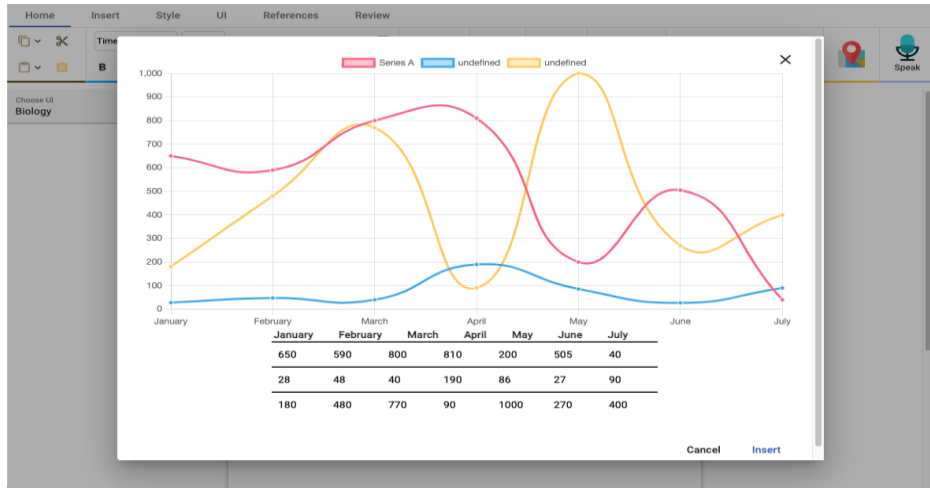 Home Insert Style UI References Review
Time
B
Speak
Choose UI
Biology
Series A undefined undefined
1,000
900
800
700
600
500
400
300
200
100
0
January February March April May June July
January February March April May June July
650 590 800 810 200 505 40
28 48 40 190 86 27 90
180 480 770 90 1000 270 400
Cancel Insert